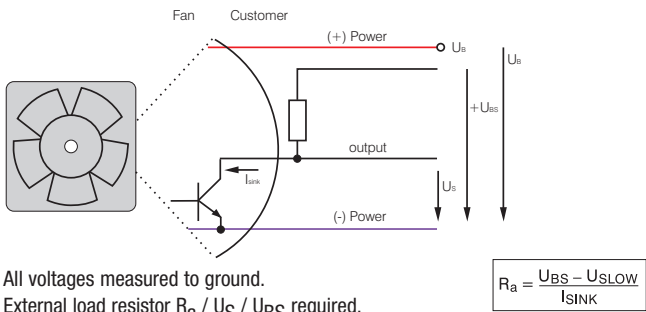 Fan Customer
(+) Power
UB UB
+UBS
output
Isink
US
(-) Power
All voltages measured to ground.
External load resistor Ra / US / UBS required.
Ra = UBS – USLOW
ISINK